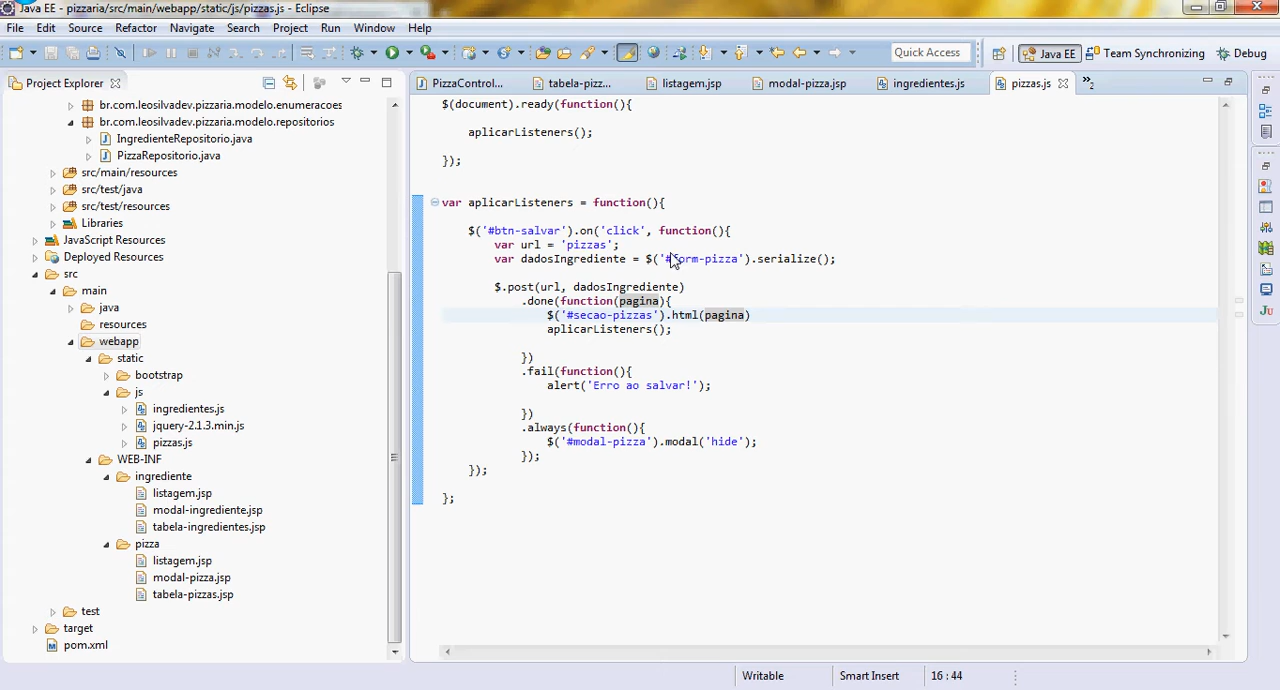 Java EE - pizzaria/src/main/webapp/static/js/pizzas.js - Eclipse
File Edit Source Refactor Navigate Search Project Run Window Help
Quick Access
Java EE
Team Synchronizing
Debug
Project Explorer
PizzaControl...
tabela-pizz...
listagem.jsp
modal-pizza.jsp
ingredientes.js
pizzas.js
2
br.com.leosilvadev.pizzaria.modelo.enumeracoes
br.com.leosilvadev.pizzaria.modelo.repositorios
IngredienteRepositorio.java
PizzaRepositorio.java
src/main/resources
src/test/java
src/test/resources
Libraries
JavaScript Resources
Deployed Resources
src
main
java
resources
webapp
static
bootstrap
js
ingredientes.js
jquery-2.1.3.min.js
pizzas.js
WEB-INF
ingrediente
listagem.jsp
modal-ingrediente.jsp
tabela-ingredientes.jsp
pizza
listagem.jsp
modal-pizza.jsp
tabela-pizzas.jsp
test
target
pom.xml
$(document).ready(function(){
aplicarListeners();
});
var aplicarListeners = function(){
$('#btn-salvar').on('click', function(){
var url = 'pizzas';
var dadosIngrediente = $('#form-pizza').serialize();
$.post(url, dadosIngrediente)
.done(function(pagina){
$('#secao-pizzas').html(pagina)
aplicarListeners();
})
.fail(function(){
alert('Erro ao salvar!');
})
.always(function(){
$('#modal-pizza').modal('hide');
});
});
};
Writable
Smart Insert
16 : 44
Ju